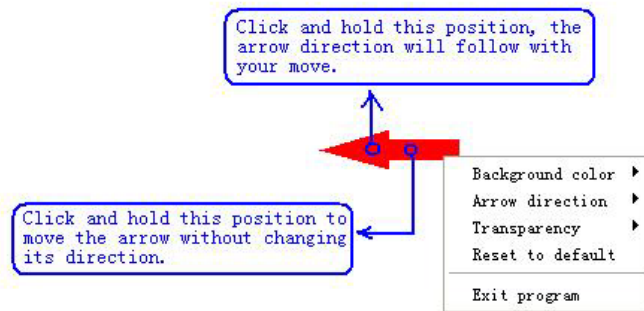 Click and hold this position, the
arrow direction will follow with
your move.
Click and hold this position to
move the arrow without changing
its direction.
Background color
Arrow direction
Transparency
Reset to default
Exit program